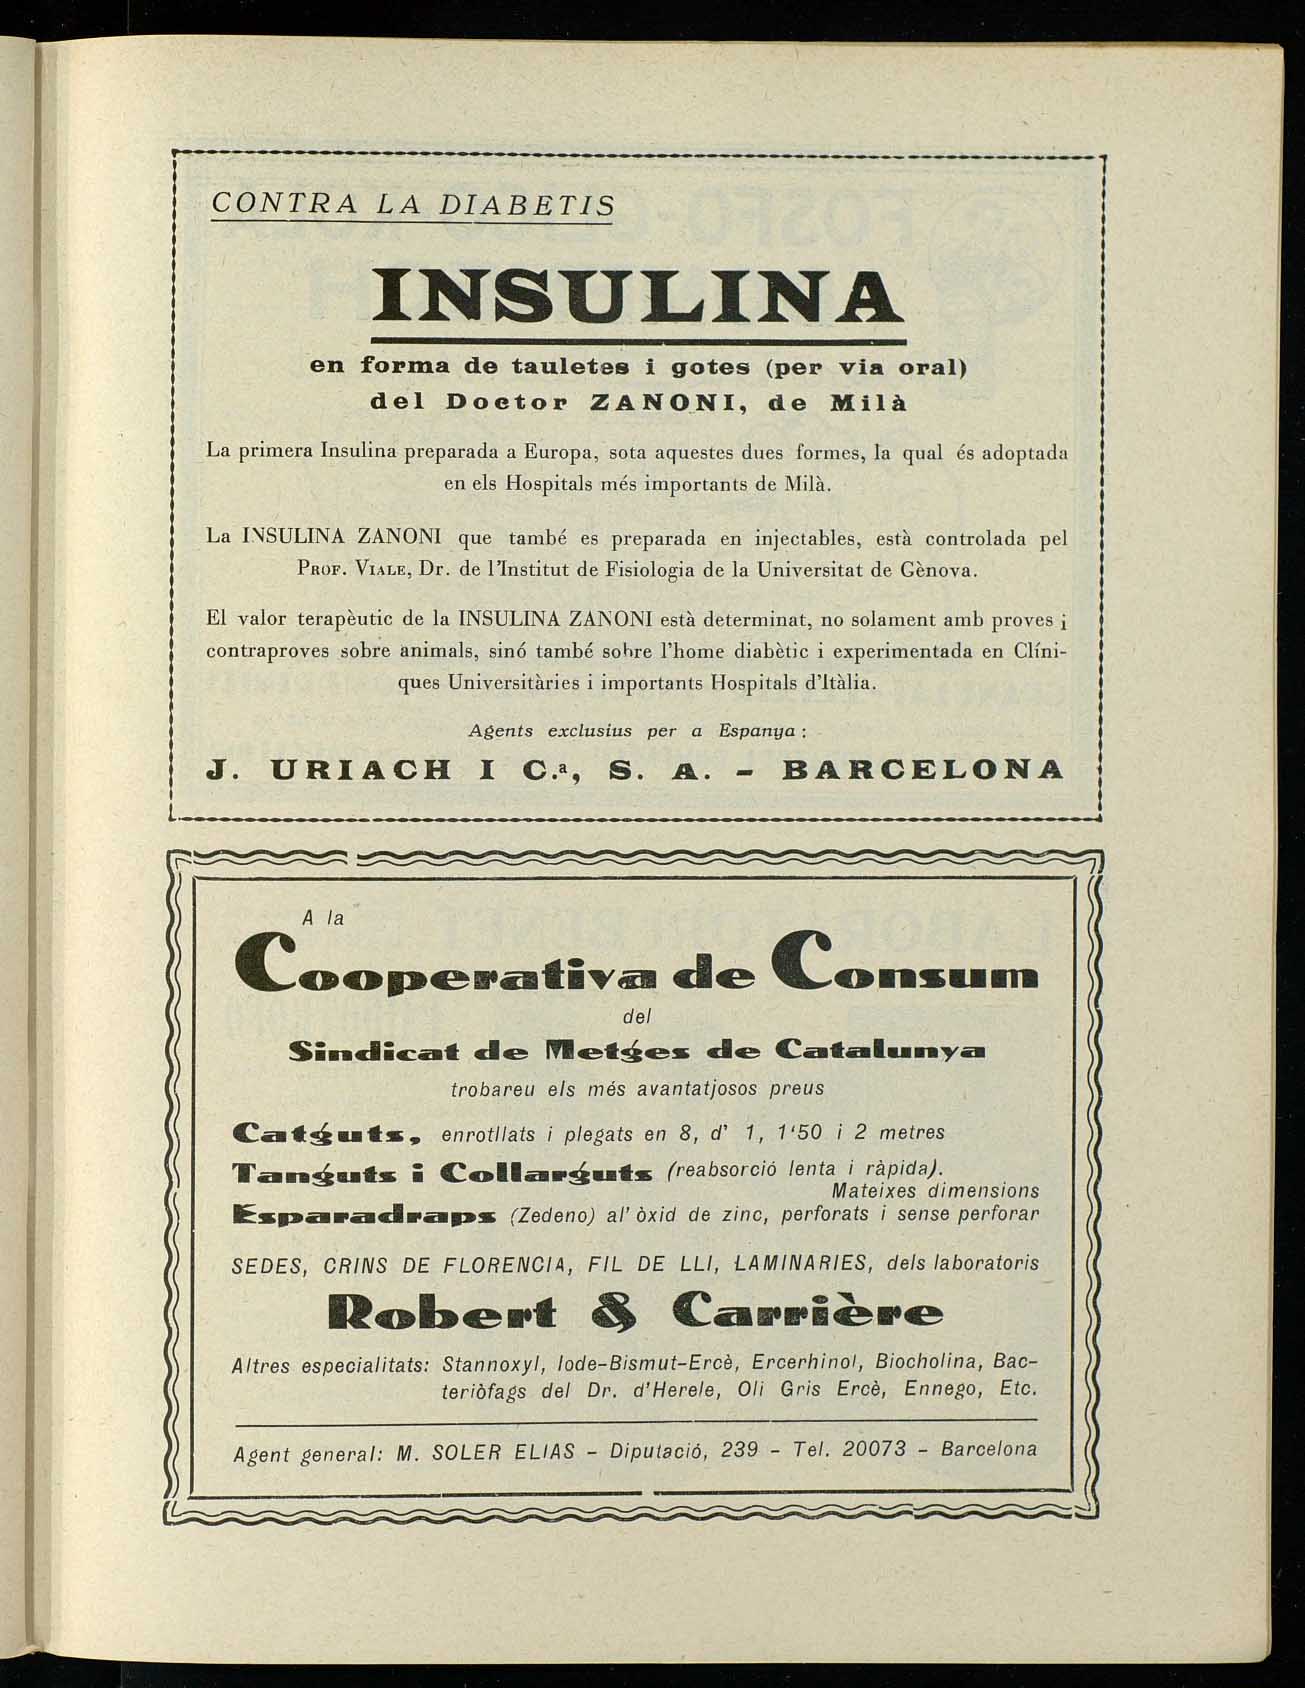 CONTRA LA DIABETIS
INSULINA
en forma de tauletes i gotes (per via oral)
del Doctor ZANONI, de Milà
La primera Insulina preparada a Europa, sota aquestes dues formes, la qual és adoptada
en els Hospitals més importants de Milà.
La INSULINA ZANONI que també es preparada en injectables, està controlada pel
PROF. VIALE, Dr. de l'Institut de Fisiologia de la Universitat de Gènova.
El valor terapèutic de la INSULINA ZANONI està determinat, no solament amb proves i
contraproves sobre animals, sinó també sobre l'home diabètic i experimentada en Clíni-
ques Universitàries i importants Hospitals d'Itàlia.
Agents exclusius per a Espanya :
J. URIACH I C.ª, S. A. - BARCELONA
A la
Cooperativa de Consum
del
Sindicat de Metges de Catalunya
trobareu els més avantatjosos preus
Catguts, enrotllats i plegats en 8, d' 1, 1'50 i 2 metres
Tanguts i Collarguts (reabsorció lenta i ràpida).
Mateixes dimensions
Esparadraps (Zedeno) al' òxid de zinc, perforats i sense perforar
SEDES, CRINS DE FLORENCIA, FIL DE LLI, LAMINARIES, dels laboratoris
Robert & Carrière
Altres especialitats: Stannoxyl, Iode-Bismut-Ercè, Ercerhinol, Biocholina, Bac-
teriòfags del Dr. d'Herele, Oli Gris Ercè, Ennego, Etc.
Agent general: M. SOLER ELIAS - Diputació, 239 - Tel. 20073 - Barcelona